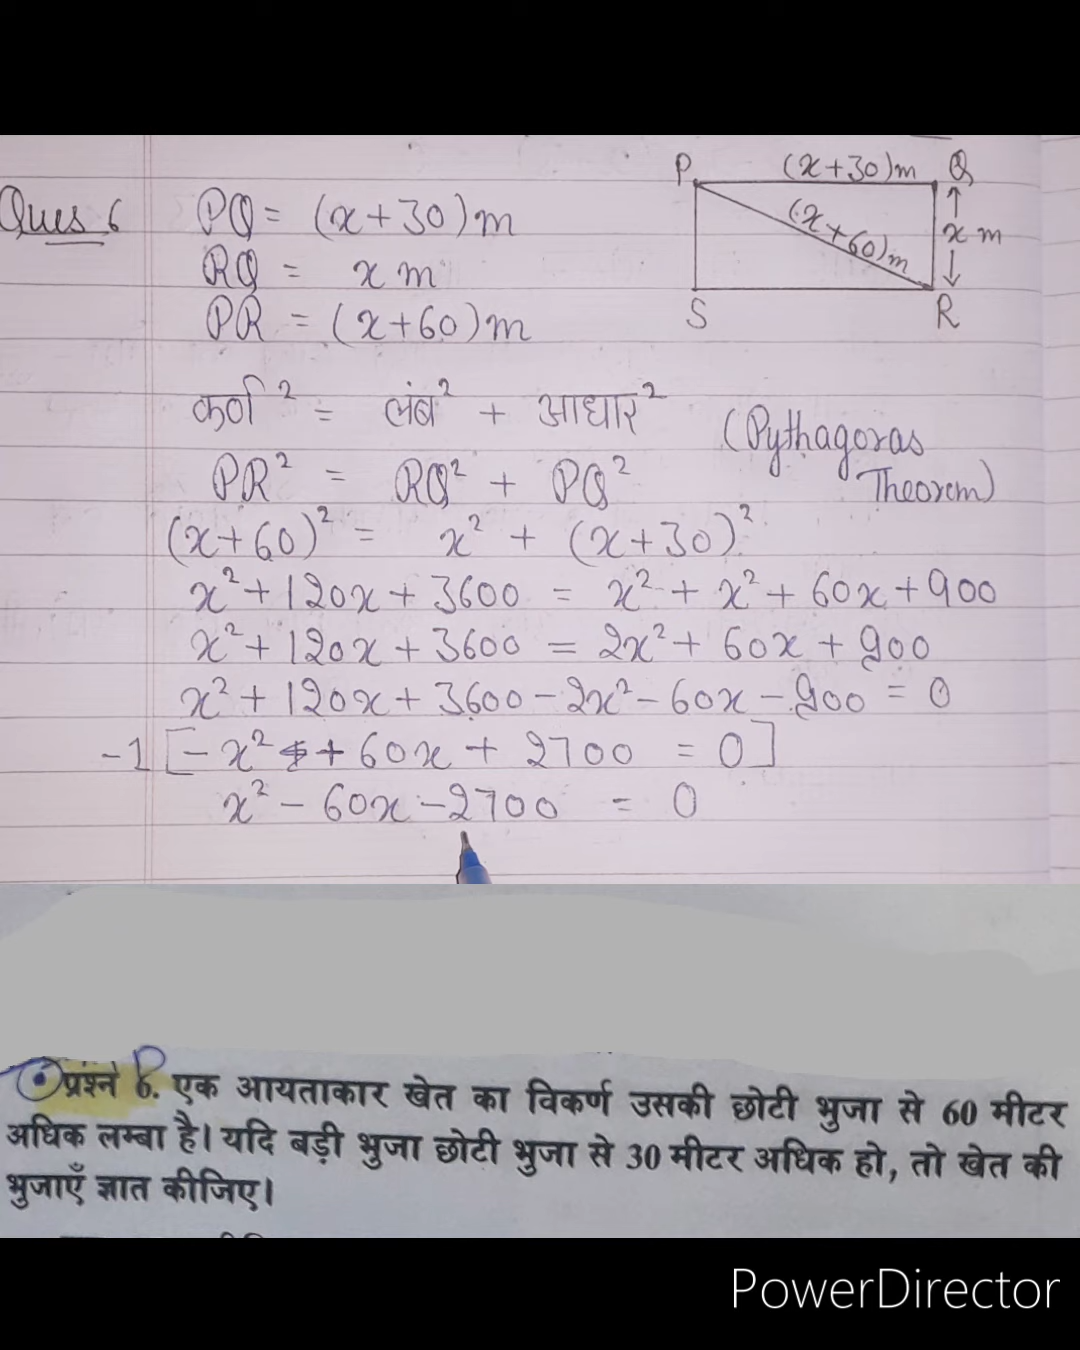 Ques 6
PQ = (x+30)m
RQ = x m
PR = (x+60)m
P (x+30)m Q
(x+60)m
x m
S R
कर्ण² = लंब² + आधार²
(Pythagoras Theorem)
PR² = RQ² + PQ²
(x+60)² = x² + (x+30)²
x²+120x+3600 = x²+x²+60x+900
x²+120x+3600 = 2x²+60x+900
x²+120x+3600-2x²-60x-900 = 0
-1[-x²+60x+2700 = 0]
x²-60x-2700 = 0
प्रश्न 6. एक आयताकार खेत का विकर्ण उसकी छोटी भुजा से 60 मीटर
अधिक लम्बा है। यदि बड़ी भुजा छोटी भुजा से 30 मीटर अधिक हो, तो खेत की
भुजाएँ ज्ञात कीजिए।
PowerDirector